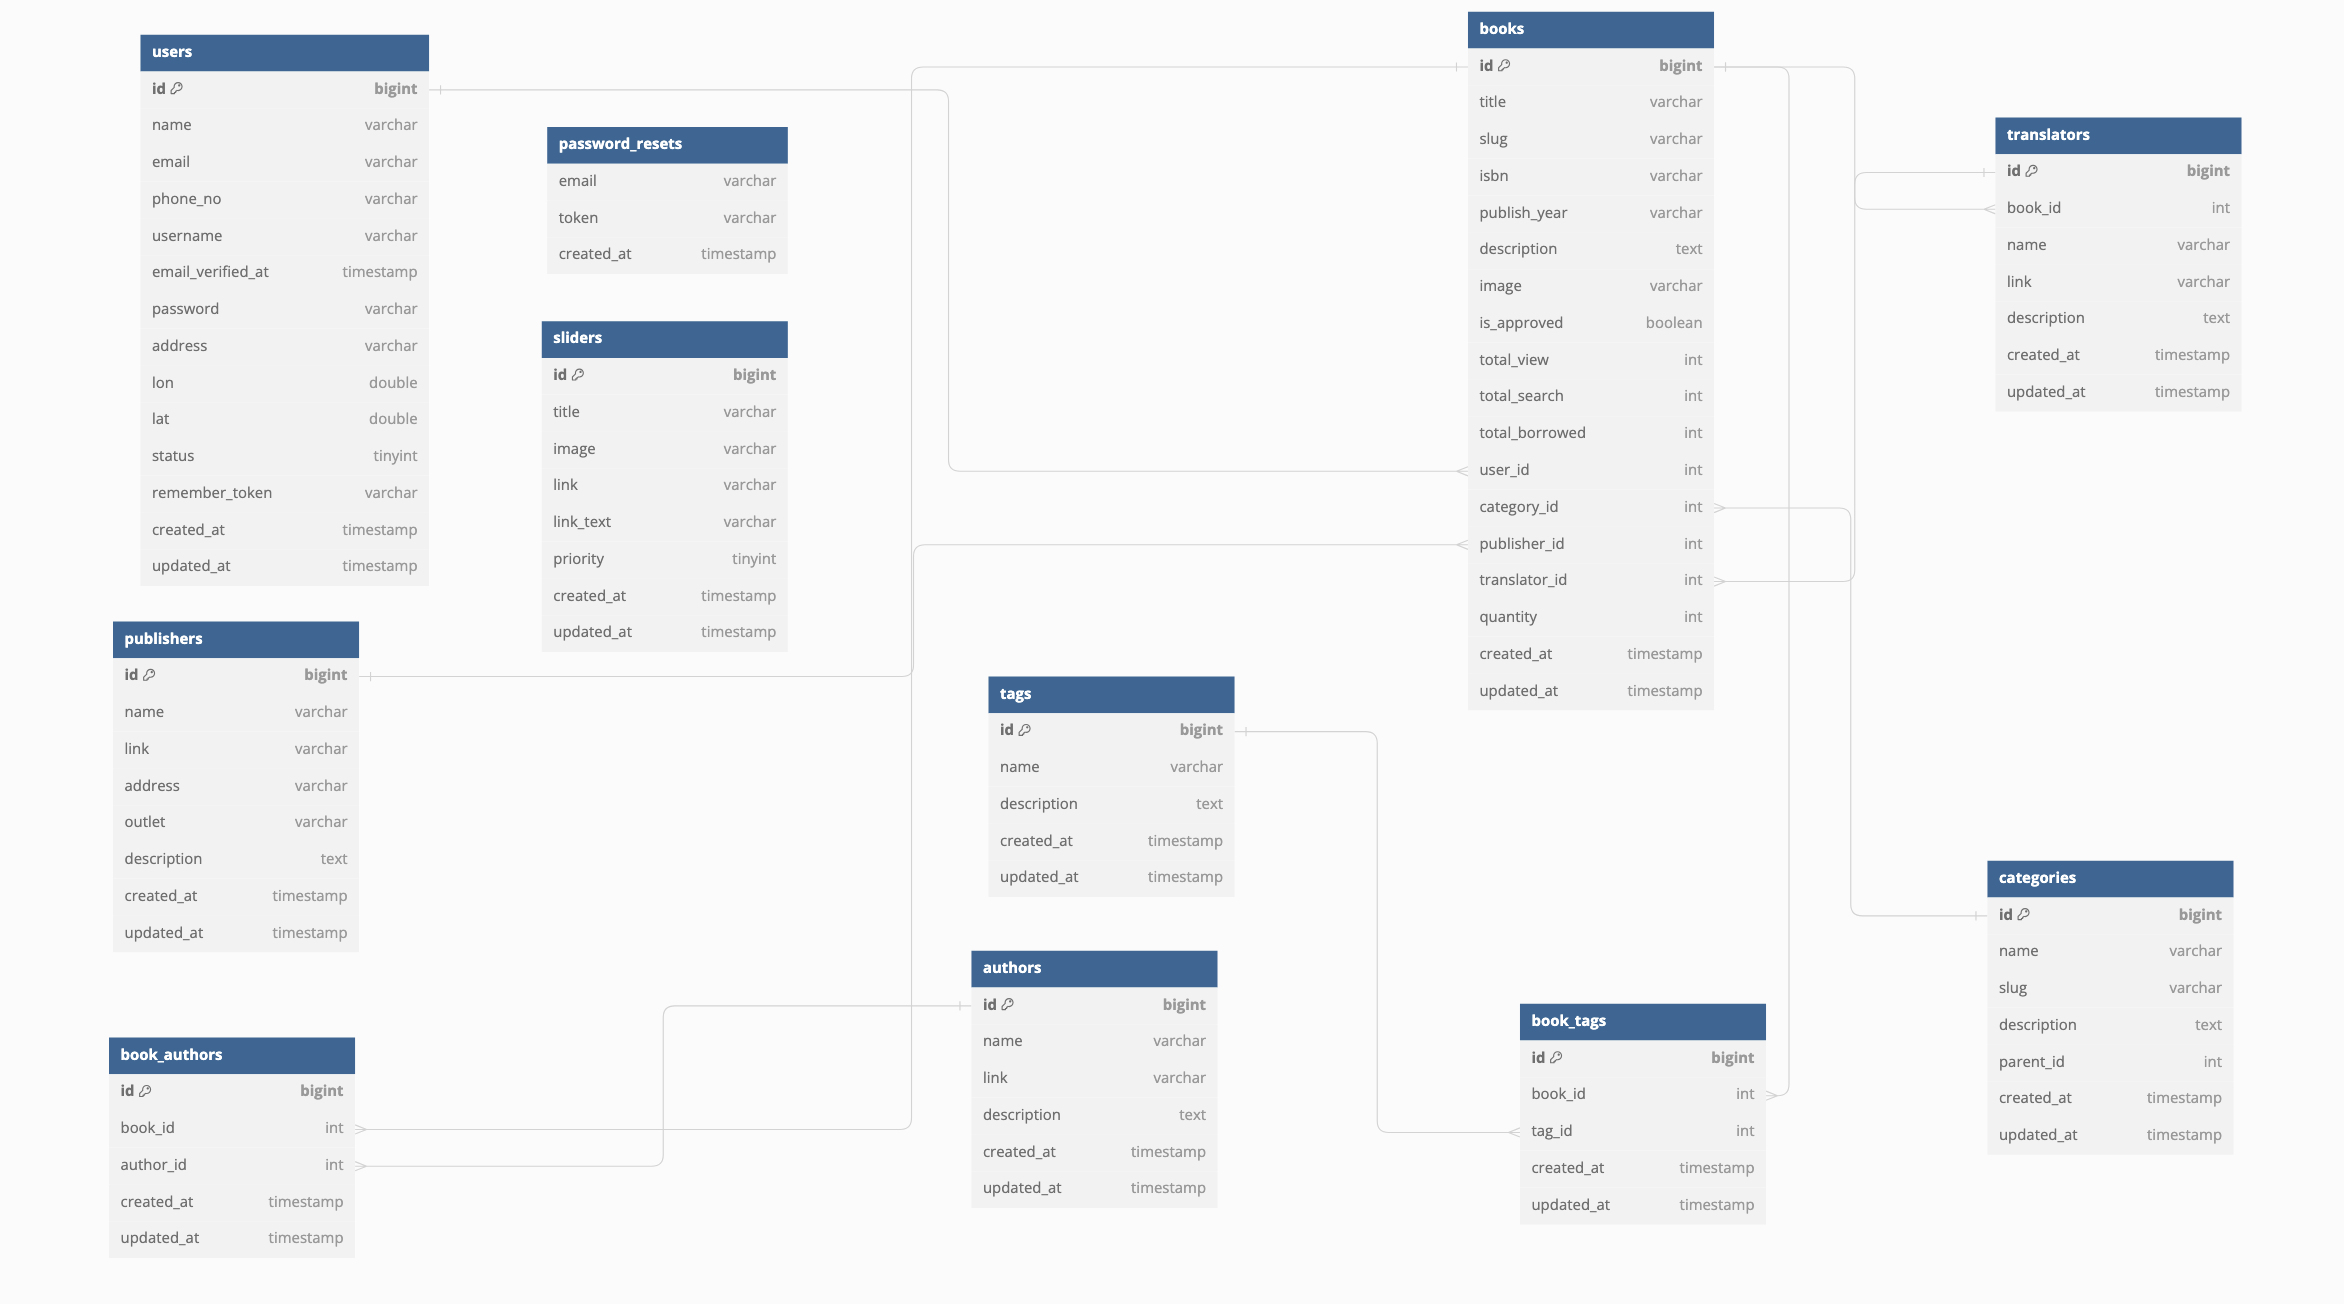 users
id bigint
name varchar
email varchar
phone_no varchar
username varchar
email_verified_at timestamp
password varchar
address varchar
lon double
lat double
status tinyint
remember_token varchar
created_at timestamp
updated_at timestamp
password_resets
email varchar
token varchar
created_at timestamp
sliders
id bigint
title varchar
image varchar
link varchar
link_text varchar
priority tinyint
created_at timestamp
updated_at timestamp
books
id bigint
title varchar
slug varchar
isbn varchar
publish_year varchar
description text
image varchar
is_approved boolean
total_view int
total_search int
total_borrowed int
user_id int
category_id int
publisher_id int
translator_id int
quantity int
created_at timestamp
updated_at timestamp
translators
id bigint
book_id int
name varchar
link varchar
description text
created_at timestamp
updated_at timestamp
publishers
id bigint
name varchar
link varchar
address varchar
outlet varchar
description text
created_at timestamp
updated_at timestamp
tags
id bigint
name varchar
description text
created_at timestamp
updated_at timestamp
categories
id bigint
name varchar
slug varchar
description text
parent_id int
created_at timestamp
updated_at timestamp
book_authors
id bigint
book_id int
author_id int
created_at timestamp
updated_at timestamp
authors
id bigint
name varchar
link varchar
description text
created_at timestamp
updated_at timestamp
book_tags
id bigint
book_id int
tag_id int
created_at timestamp
updated_at timestamp